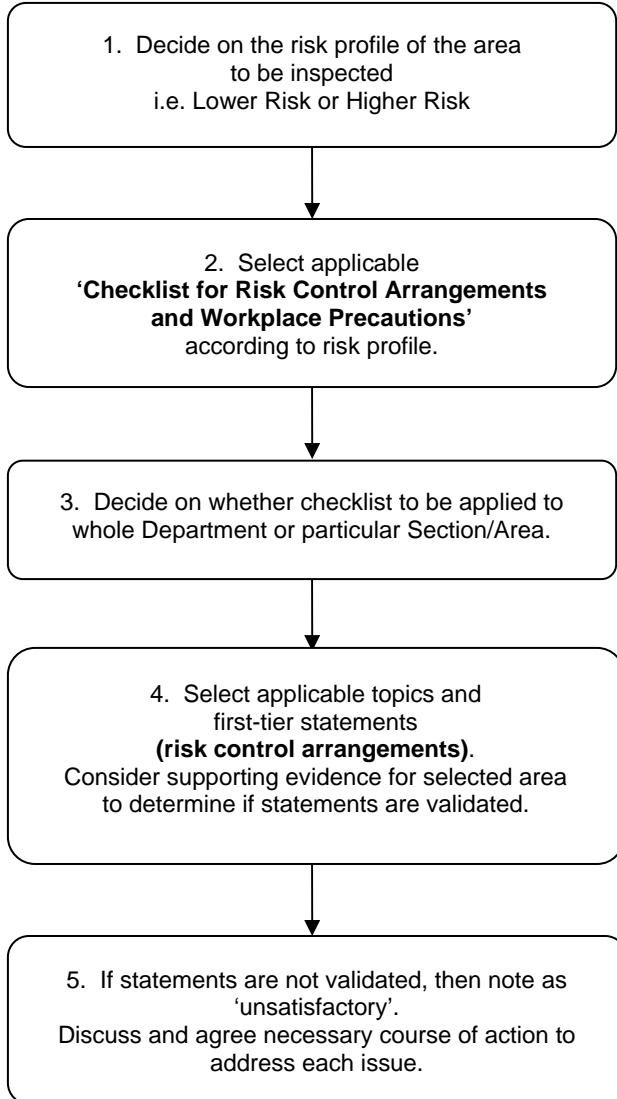 1. Decide on the risk profile of the area
to be inspected
i.e. Lower Risk or Higher Risk
2. Select applicable
‘Checklist for Risk Control Arrangements
and Workplace Precautions’
according to risk profile.
3. Decide on whether checklist to be applied to
whole Department or particular Section/Area.
4. Select applicable topics and
first-tier statements
(risk control arrangements).
Consider supporting evidence for selected area
to determine if statements are validated.
5. If statements are not validated, then note as
‘unsatisfactory’.
Discuss and agree necessary course of action to
address each issue.